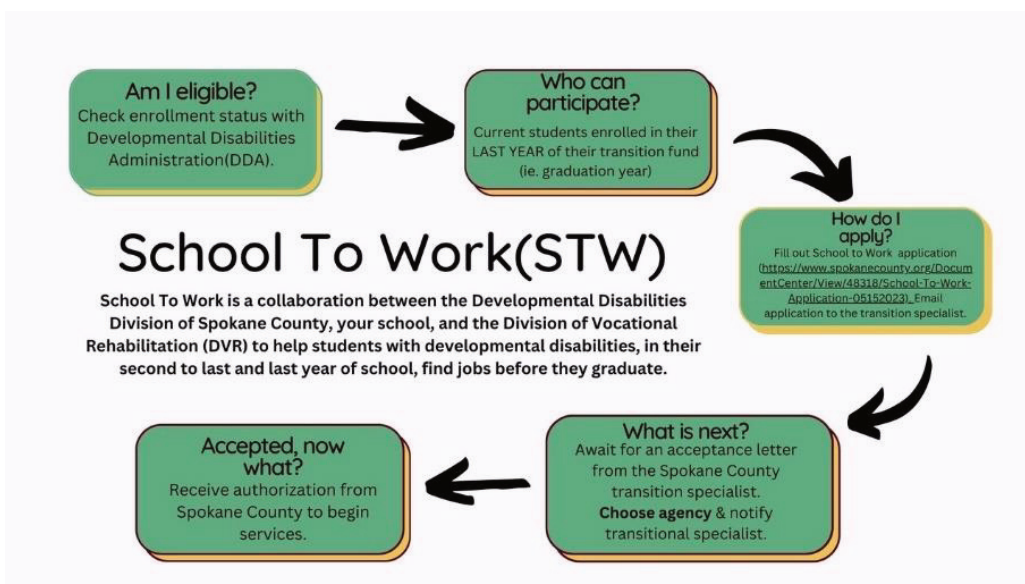 Am I eligible?
Check enrollment status with
Developmental Disabilities
Administration(DDA).
Who can
participate?
Current students enrolled in their
LAST YEAR of their transition fund
(ie. graduation year)
How do I
apply?
Fill out School to Work application
(https://www.spokanecounty.org/Docum
entCenter/View/48318/School-To-Work-
Application-05152023). Email
application to the transition specialist.
School To Work(STW)
School To Work is a collaboration between the Developmental Disabilities
Division of Spokane County, your school, and the Division of Vocational
Rehabilitation (DVR) to help students with developmental disabilities, in their
second to last and last year of school, find jobs before they graduate.
What is next?
Await for an acceptance letter
from the Spokane County
transition specialist.
Choose agency & notify
transitional specialist.
Accepted, now
what?
Receive authorization from
Spokane County to begin
services.